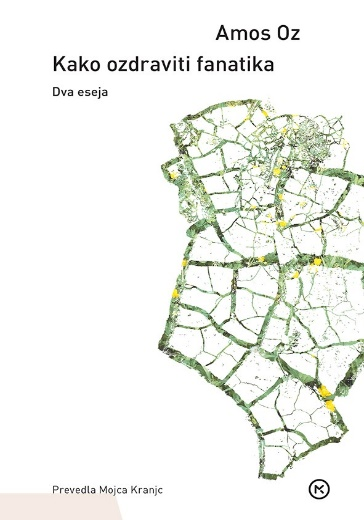 Amos Oz
Kako ozdraviti fanatika
Dva eseja
Prevedla Mojca Kranjc